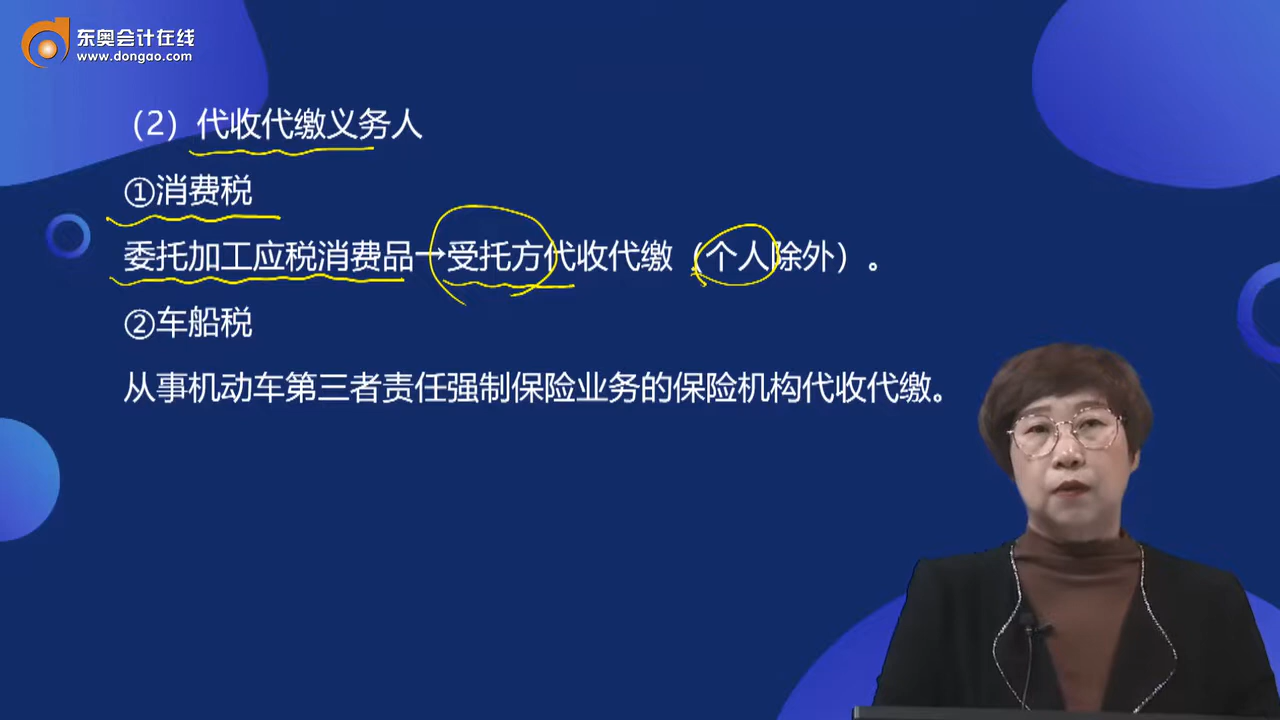 东奥会计在线
www.dongao.com
（2）代收代缴义务人
①消费税
委托加工应税消费品→受托方代收代缴（个人除外）。
②车船税
从事机动车第三者责任强制保险业务的保险机构代收代缴。